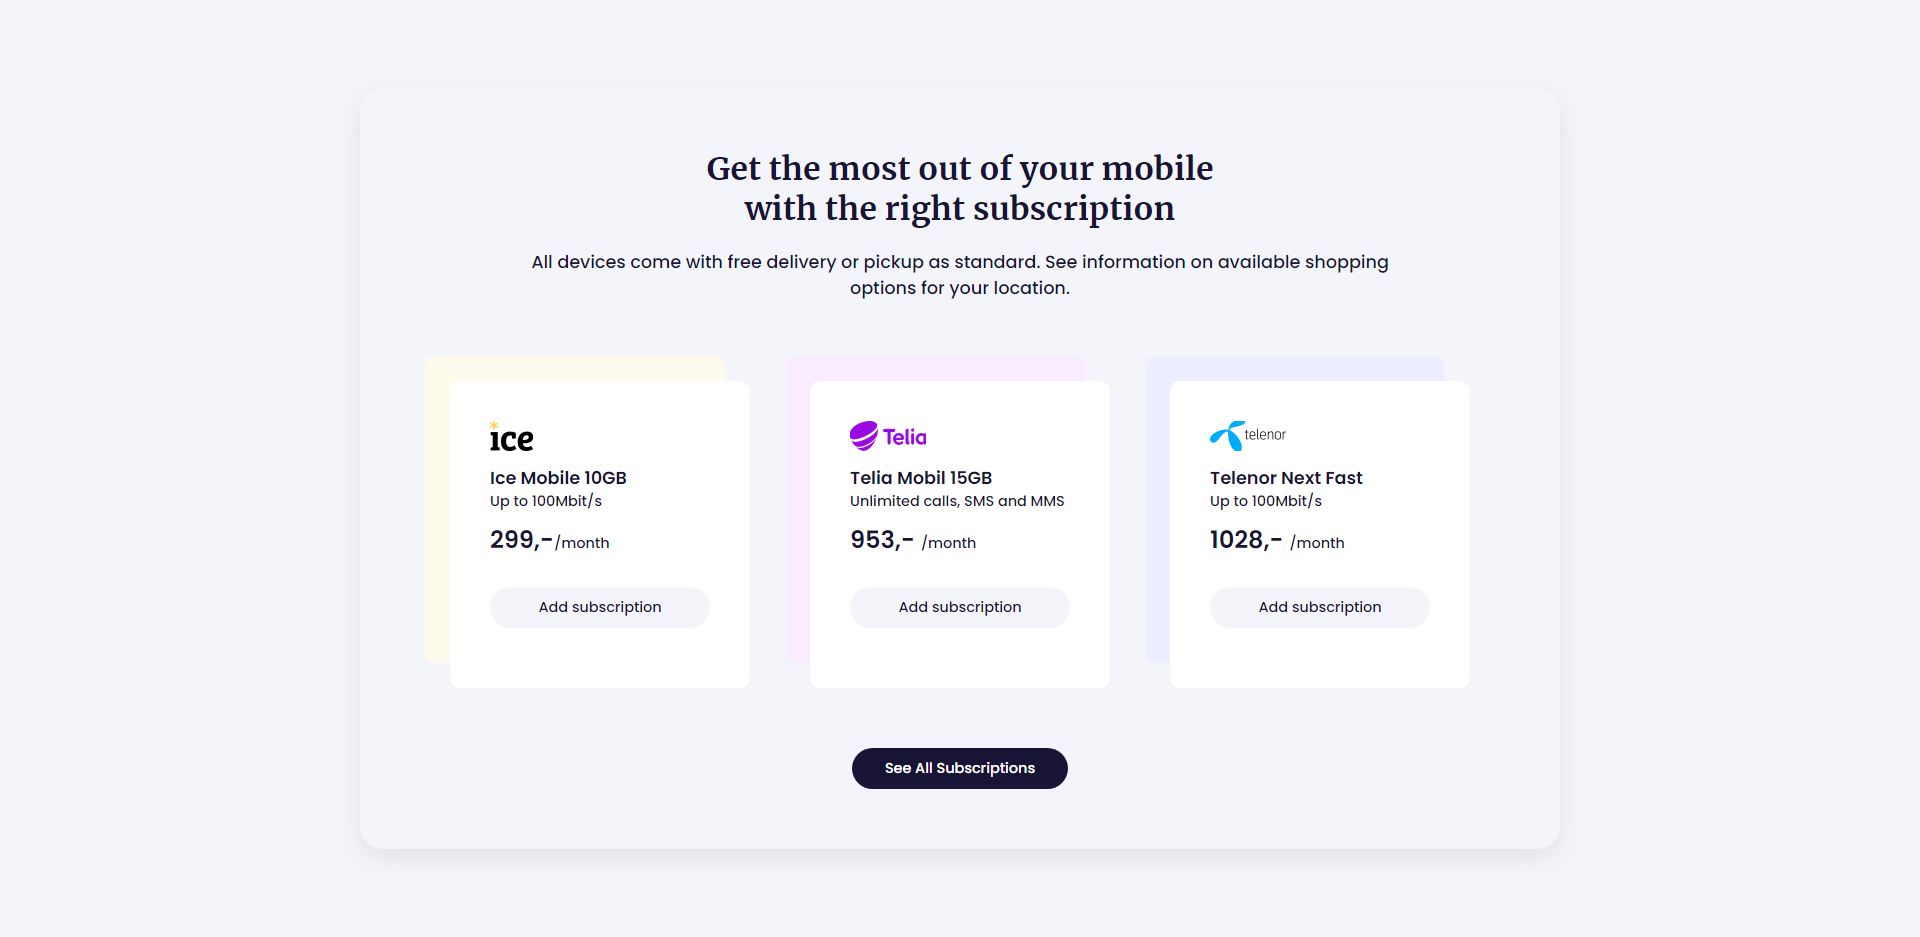 Get the most out of your mobile
with the right subscription
All devices come with free delivery or pickup as standard. See information on available shopping
options for your location.
ice
Ice Mobile 10GB
Up to 100Mbit/s
299,-/month
Add subscription
Telia
Telia Mobil 15GB
Unlimited calls, SMS and MMS
953,- /month
Add subscription
telenor
Telenor Next Fast
Up to 100Mbit/s
1028,- /month
Add subscription
See All Subscriptions